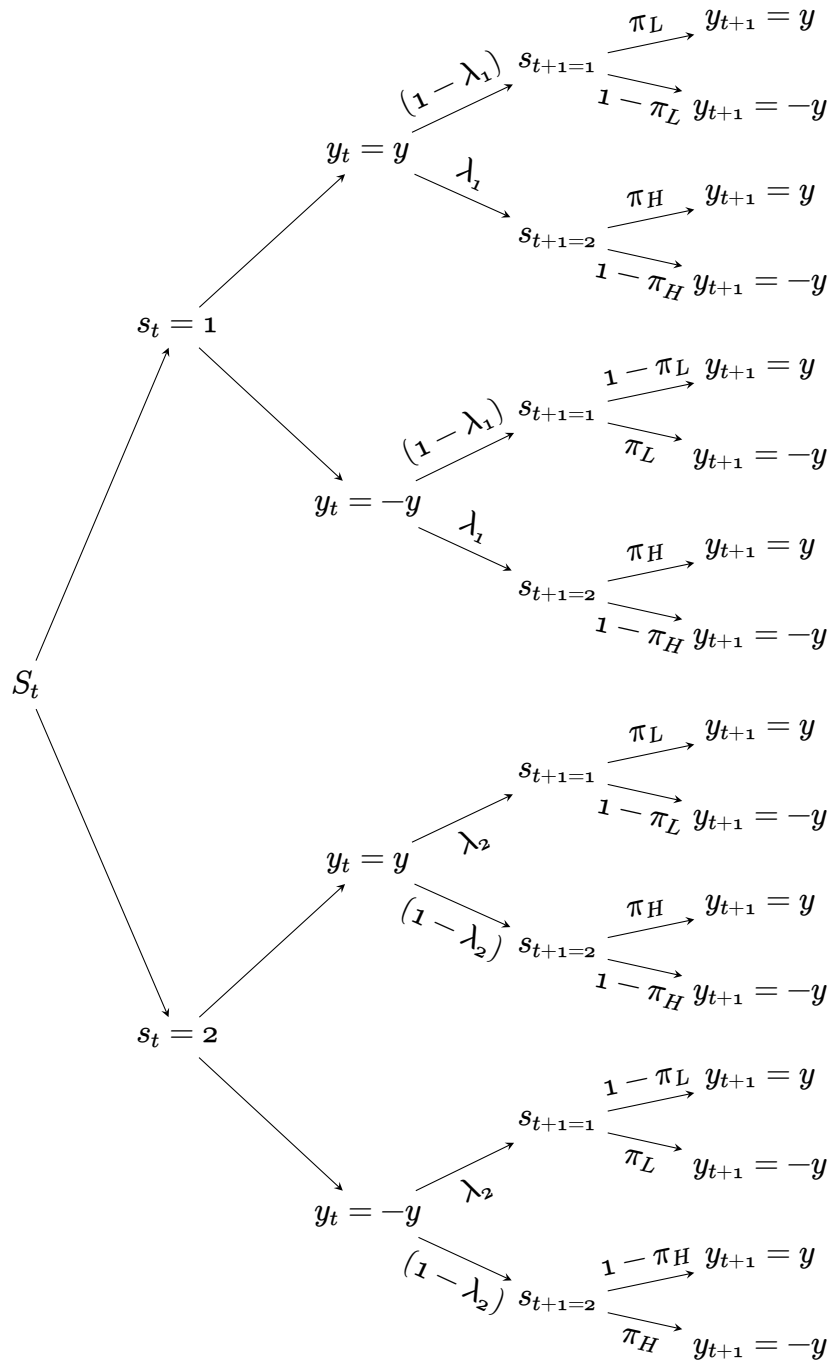 π_L
y_{t+1} = y
(1 − λ_1)
s_{t+1=1}
1 − π_L
y_{t+1} = −y
y_t = y
λ_1
π_H
y_{t+1} = y
s_{t+1=2}
1 − π_H
y_{t+1} = −y
s_t = 1
1 − π_L
y_{t+1} = y
(1 − λ_1)
s_{t+1=1}
π_L
y_{t+1} = −y
y_t = −y
λ_1
π_H
y_{t+1} = y
s_{t+1=2}
1 − π_H
y_{t+1} = −y
S_t
π_L
y_{t+1} = y
s_{t+1=1}
λ_2
1 − π_L
y_{t+1} = −y
y_t = y
(1 − λ_2)
π_H
y_{t+1} = y
s_{t+1=2}
1 − π_H
y_{t+1} = −y
s_t = 2
1 − π_L
y_{t+1} = y
s_{t+1=1}
λ_2
π_L
y_{t+1} = −y
y_t = −y
(1 − λ_2)
1 − π_H
y_{t+1} = y
s_{t+1=2}
π_H
y_{t+1} = −y